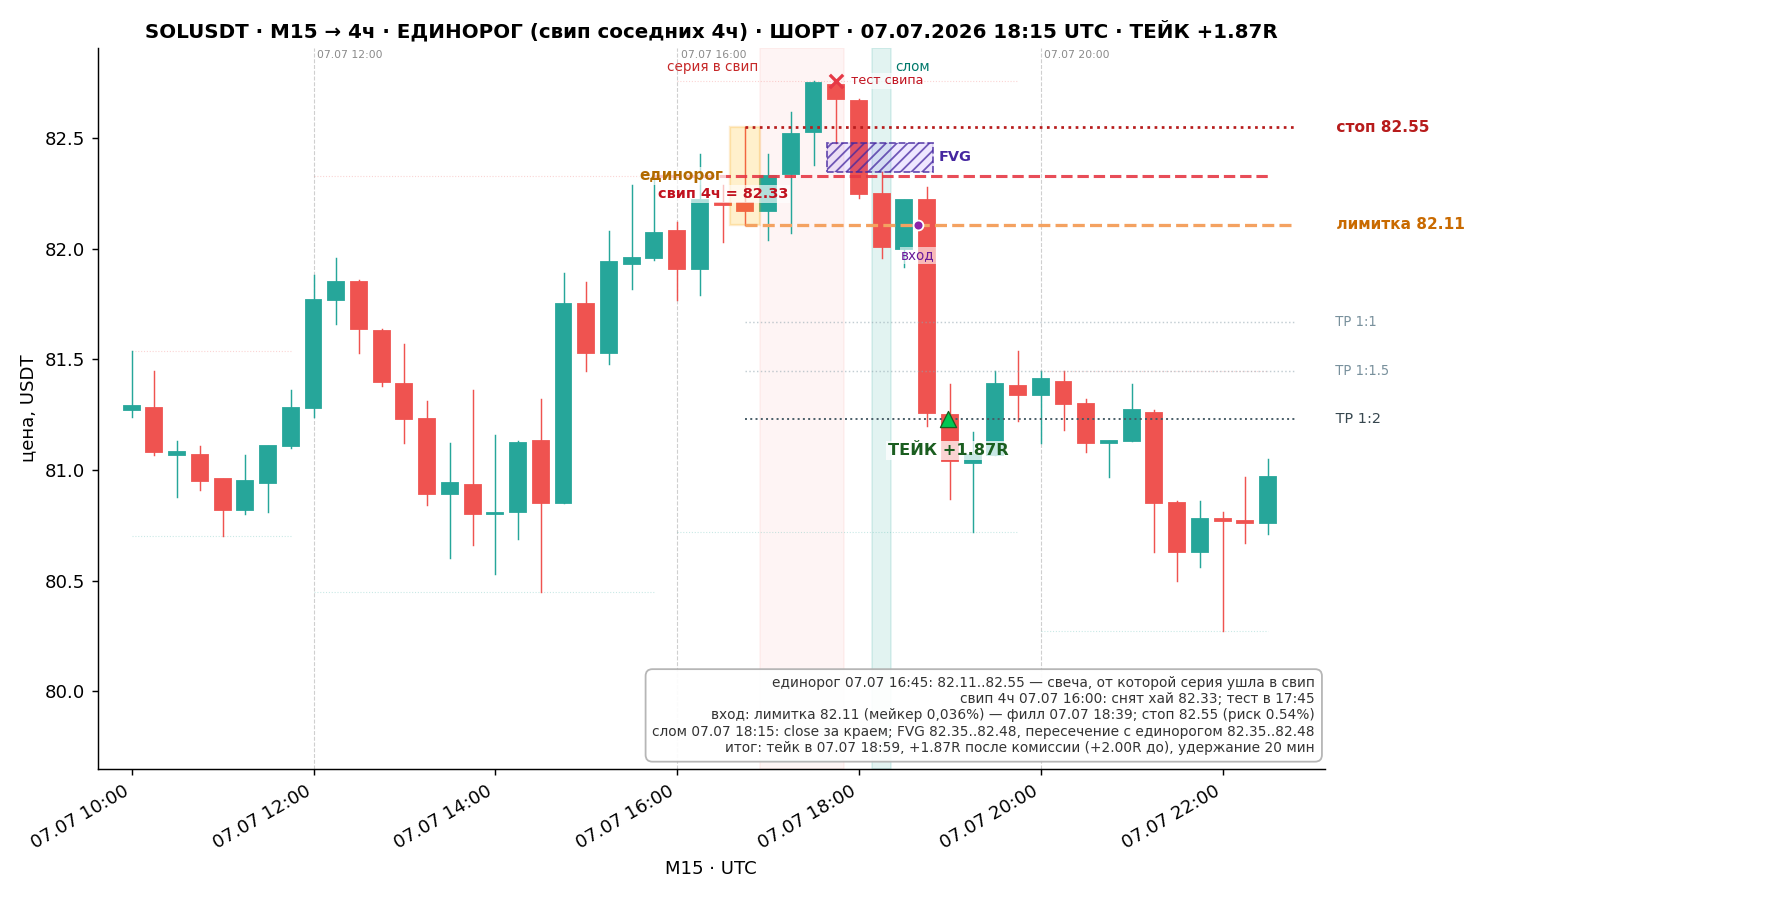 SOLUSDT · M15 → 4ч · ЕДИНОРОГ (свип соседних 4ч) · ШОРТ · 07.07.2026 18:15 UTC · ТЕЙК +1.87R
07.07 12:00
07.07 16:00
07.07 20:00
серия в свип
слом
тест свипа
82.5
стоп 82.55
FVG
единорог
свип 4ч = 82.33
лимитка 82.11
82.0
вход
TP 1:1
81.5
TP 1:1.5
TP 1:2
ТЕЙК +1.87R
81.0
80.5
80.0
цена, USDT
единорог 07.07 16:45: 82.11..82.55 — свеча, от которой серия ушла в свип
свип 4ч 07.07 16:00: снят хай 82.33; тест в 17:45
вход: лимитка 82.11 (мейкер 0,036%) — филл 07.07 18:39; стоп 82.55 (риск 0.54%)
слом 07.07 18:15: close за краем; FVG 82.35..82.48, пересечение с единорогом 82.35..82.48
итог: тейк в 07.07 18:59, +1.87R после комиссии (+2.00R до), удержание 20 мин
07.07 10:00
07.07 12:00
07.07 14:00
07.07 16:00
07.07 18:00
07.07 20:00
07.07 22:00
M15 · UTC